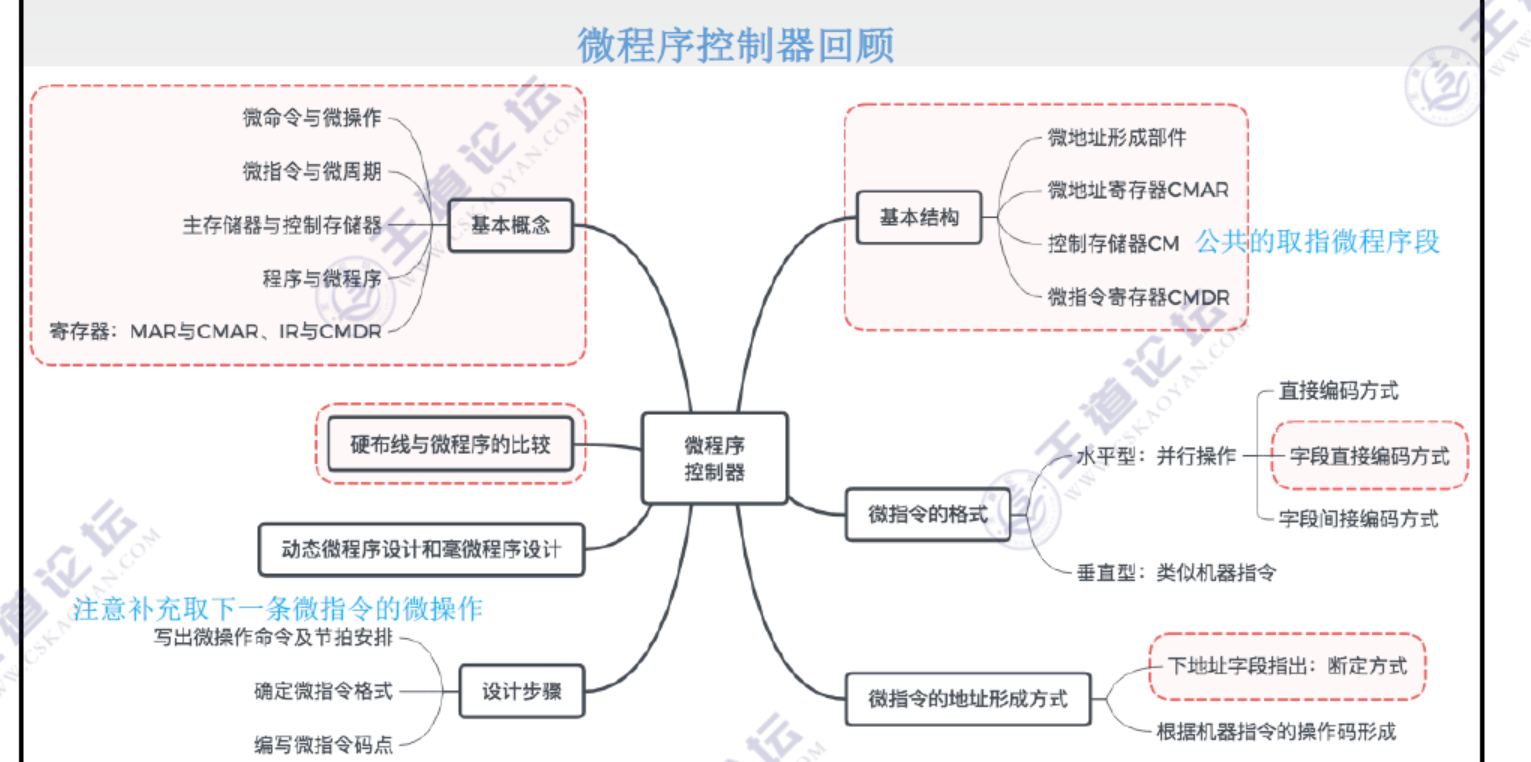 微程序控制器回顾
微命令与微操作
微指令与微周期
主存储器与控制存储器
程序与微程序
寄存器：MAR与CMAR、IR与CMDR
基本概念
硬布线与微程序的比较
动态微程序设计和毫微程序设计
注意补充取下一条微指令的微操作
写出微操作命令及节拍安排
确定微指令格式
编写微指令码点
设计步骤
微程序
控制器
基本结构
微地址形成部件
微地址寄存器CMAR
控制存储器CM 公共的取指微程序段
微指令寄存器CMDR
微指令的格式
水平型：并行操作
直接编码方式
字段直接编码方式
字段间接编码方式
垂直型：类似机器指令
微指令的地址形成方式
下地址字段指出：断定方式
根据机器指令的操作码形成
王道论坛
WWW.CSKAOYAN.COM